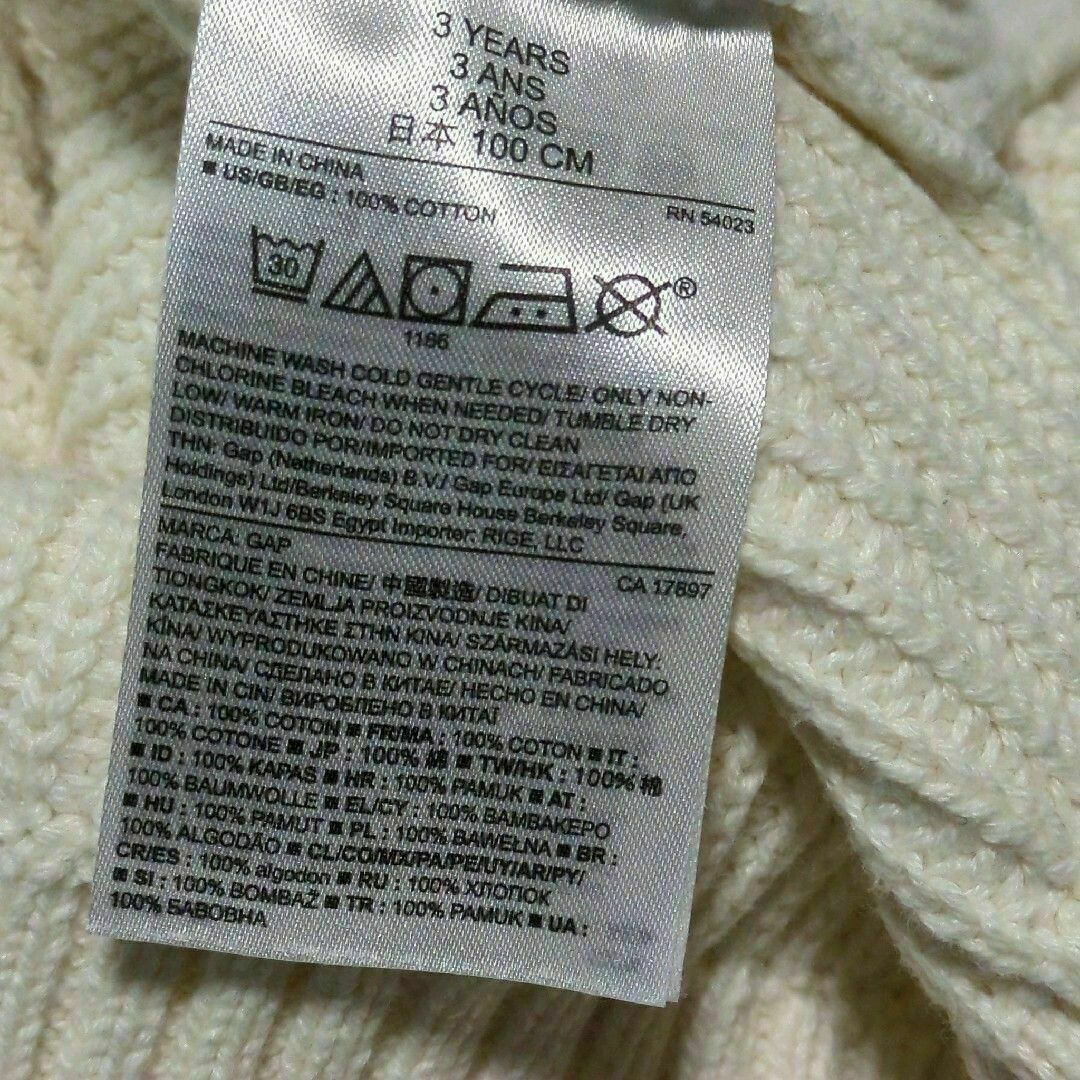 3 YEARS
3 ANS
3 AÑOS
日本 100 CM
MADE IN CHINA
■ US/GB/EG : 100% COTTON
RN 54023
30
®
1186
MACHINE WASH COLD GENTLE CYCLE/ ONLY NON-
CHLORINE BLEACH WHEN NEEDED/ TUMBLE DRY
LOW/ WARM IRON/ DO NOT DRY CLEAN
DISTRIBUIDO POR/IMPORTED FOR/ ΕΙΣΑΓΕΤΑΙ ΑΠΟ
ΤΗΝ: Gap (Netherlands) B.V./ Gap Europe Ltd/ Gap (UK
Holdings) Ltd/Berkeley Square House Berkeley Square,
London W1J 6BS Egypt Importer: RIGE, LLC
MARCA: GAP
CA 17897
FABRIQUE EN CHINE/ 中國製造/ DIBUAT DI
TIONGKOK/ ZEMLJA PROIZVODNJE KINA/
ΚΑΤΑΣΚΕΥΑΣΤΗΚΕ ΣΤΗΝ ΚΙΝΑ/ SZÁRMAZÁSI HELY:
KÍNA/ WYPRODUKOWANO W CHINACH/ FABRICADO
NA CHINA/ СДЕЛАНО В КИТАЕ/ HECHO EN CHINA/
MADE IN CIN/ ВИРОБЛЕНО В КИТАЇ
■ CA : 100% COTON ■ FR/MA : 100% COTON ■ IT :
100% COTONE ■ JP : 100% 綿 ■ TW/HK : 100% 棉
■ ID : 100% KAPAS ■ HR : 100% PAMUK ■ AT :
100% BAUMWOLLE ■ EL/CY : 100% ΒΑΜΒΑΚΕΡΟ
■ HU : 100% PAMUT ■ PL : 100% BAWEŁNA ■ BR :
100% ALGODÃO ■ CL/CO/MX/PA/PE/UY/AR/PY/
CR/ES : 100% algodon ■ RU : 100% ХЛОПОК
■ SI : 100% BOMBAŽ ■ TR : 100% PAMUK ■ UA :
100% БАВОВНА